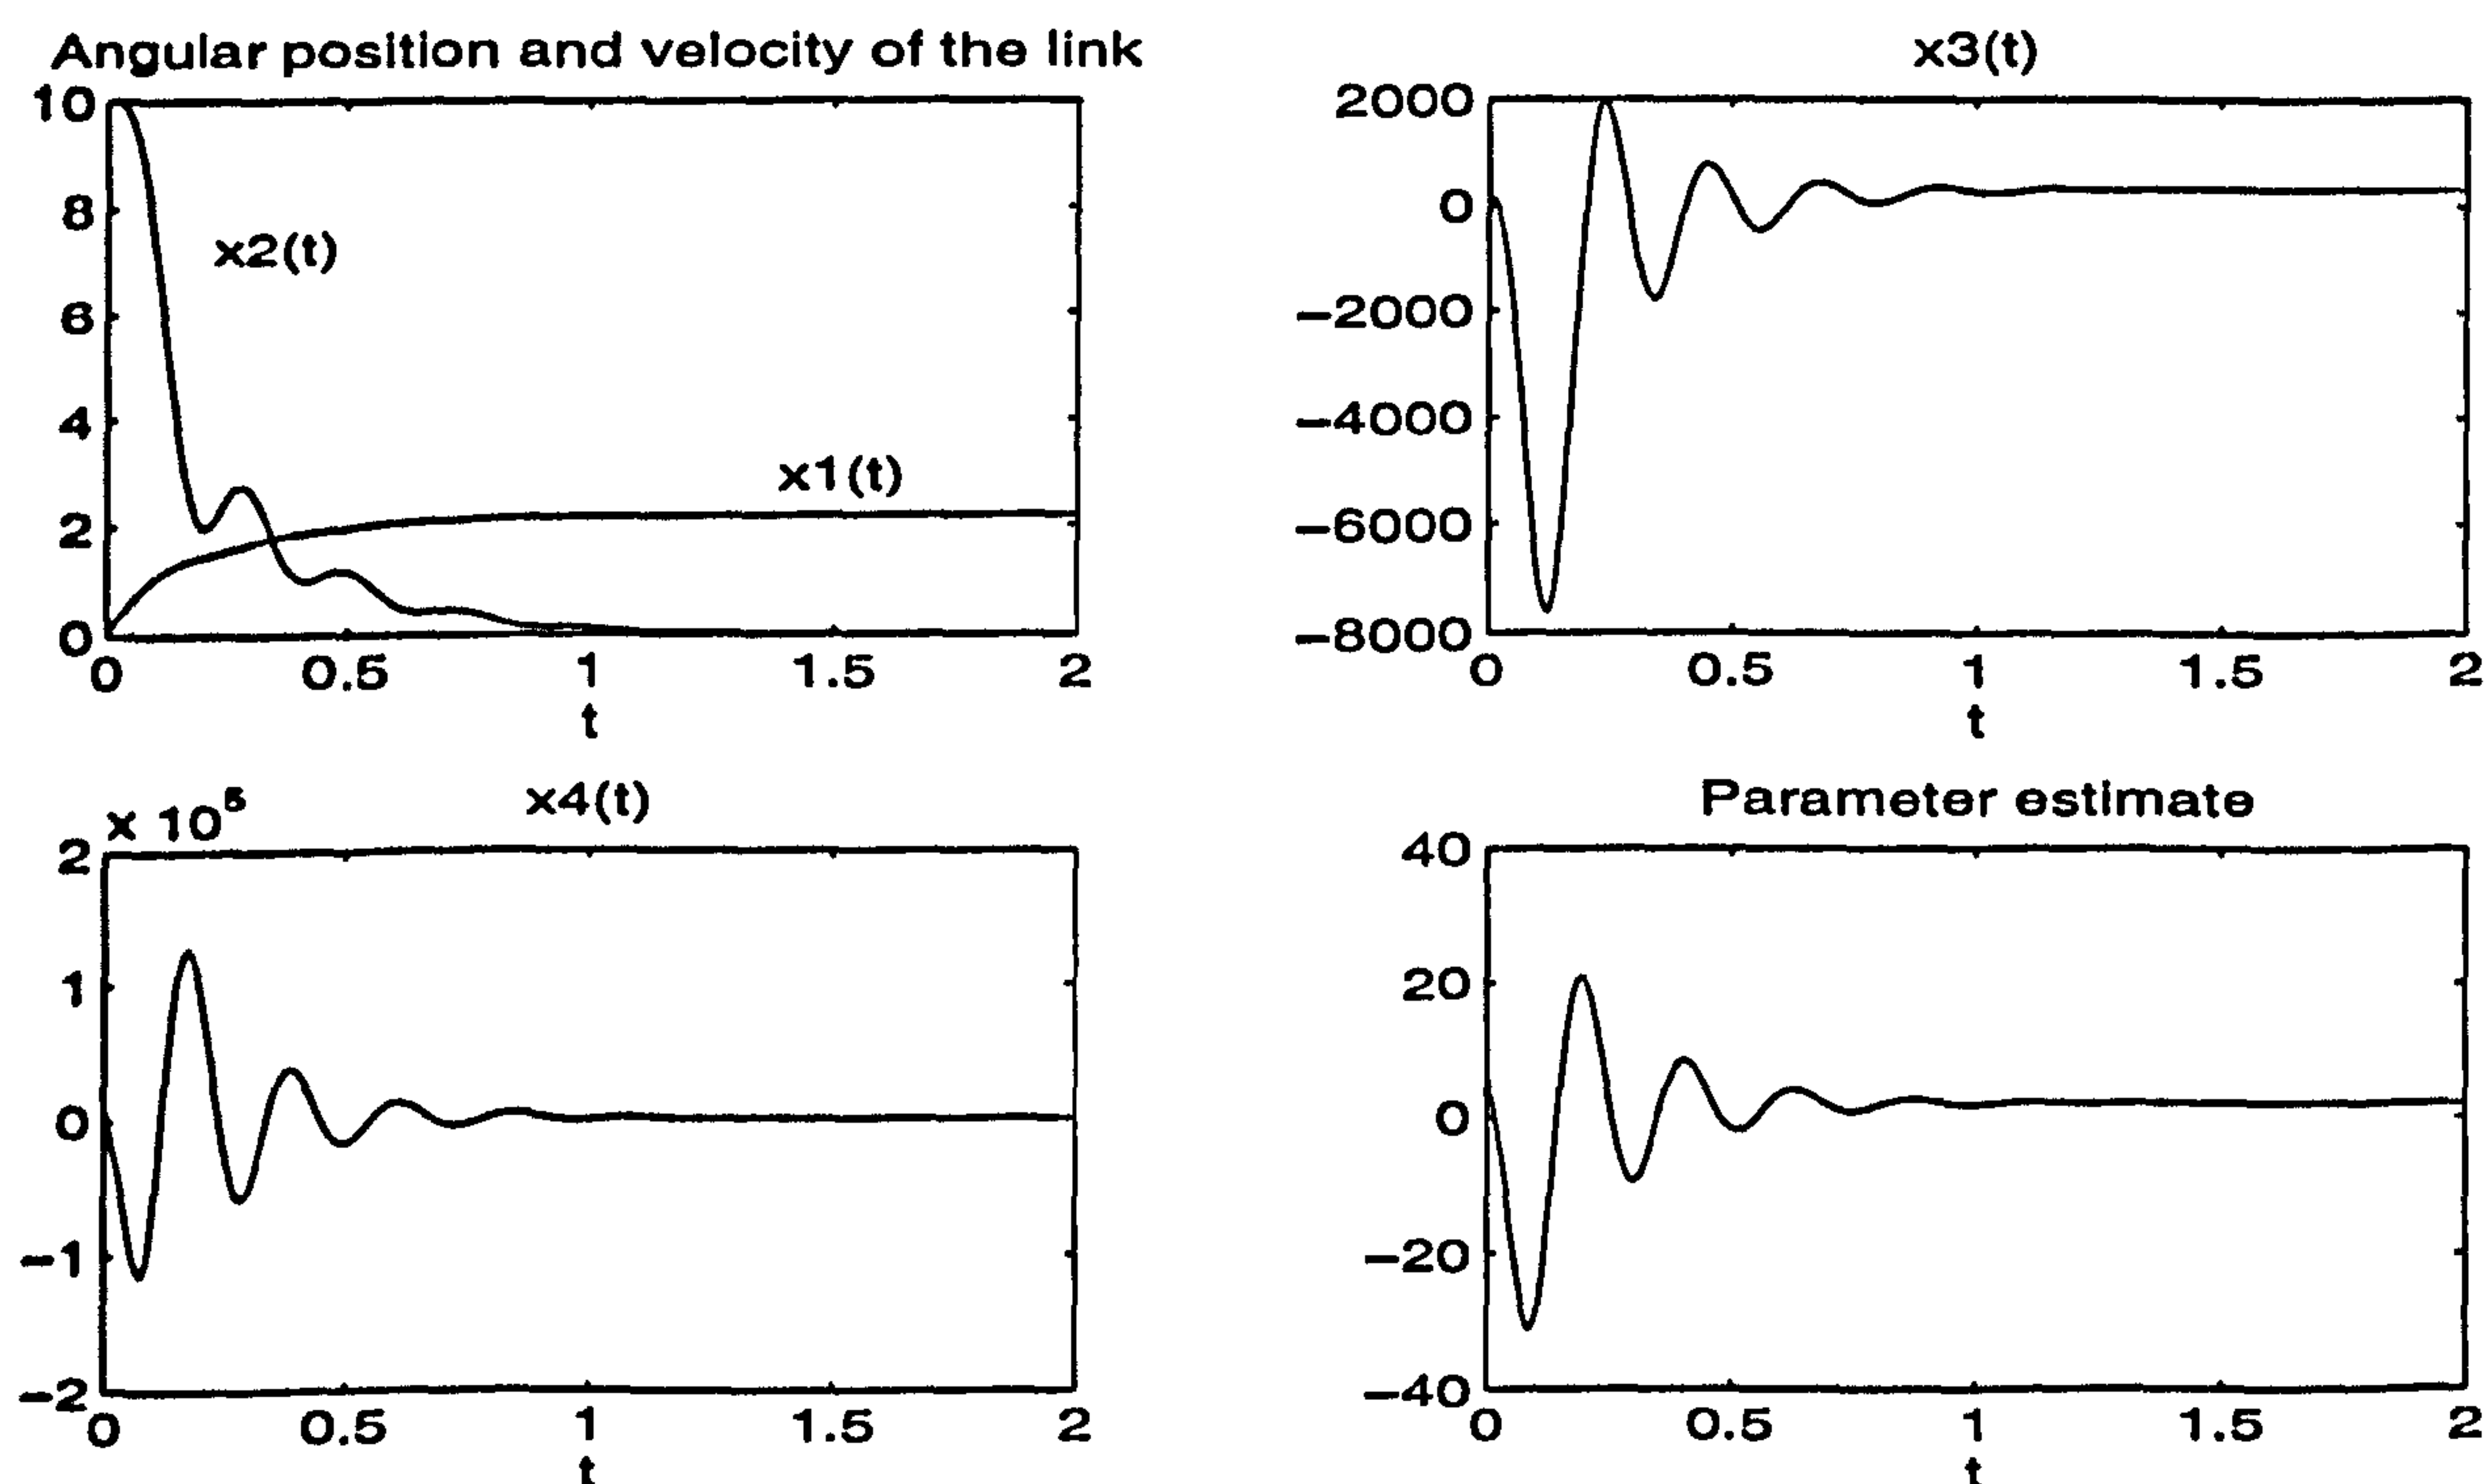 Angular position and velocity of the link
10
8
6
4
2
0
x2(t)
x1(t)
0 0.5 1 1.5 2
t
x3(t)
2000
0
−2000
−4000
−6000
−8000
0 0.5 1 1.5 2
t
x4(t)
x 10^5
2
1
0
−1
−2
0 0.5 1 1.5 2
t
Parameter estimate
40
20
0
−20
−40
0 0.5 1 1.5 2
t